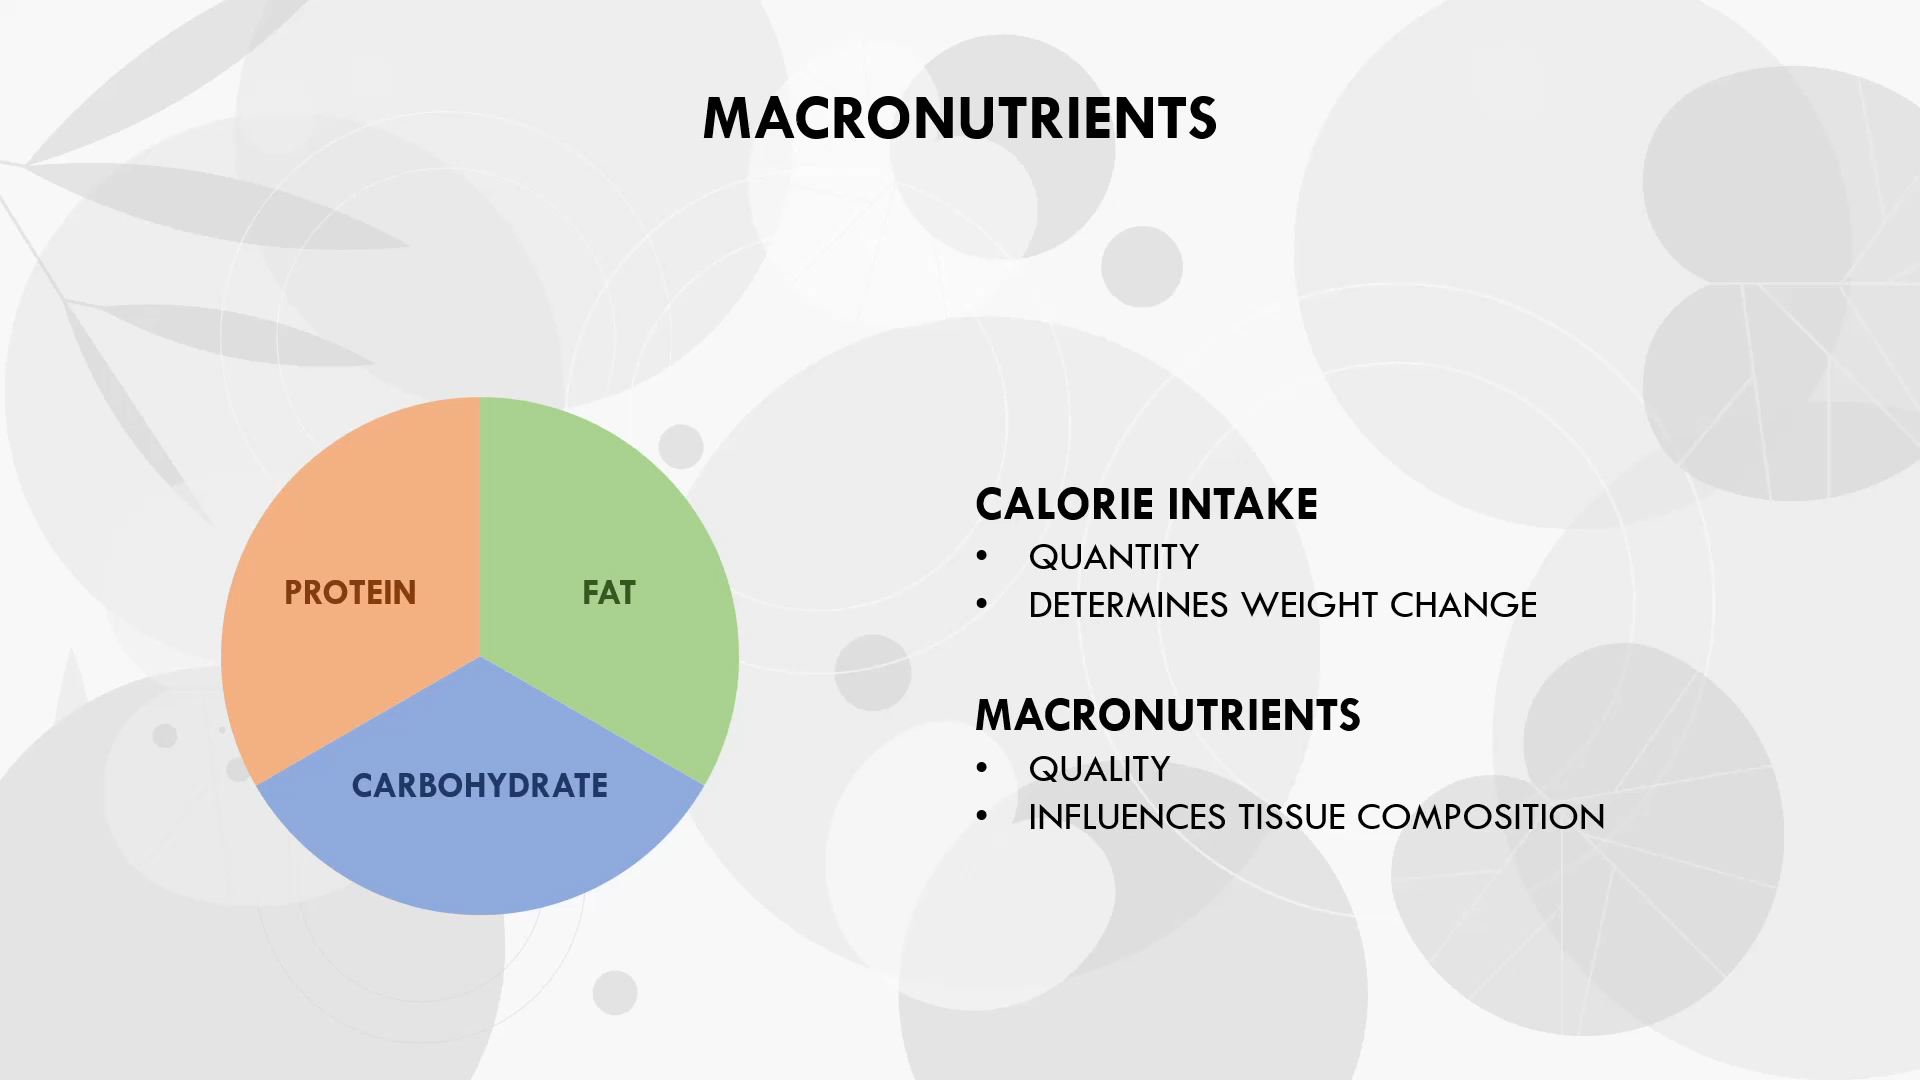 MACRONUTRIENTS
PROTEIN
FAT
CARBOHYDRATE
CALORIE INTAKE
• QUANTITY
• DETERMINES WEIGHT CHANGE
MACRONUTRIENTS
• QUALITY
• INFLUENCES TISSUE COMPOSITION